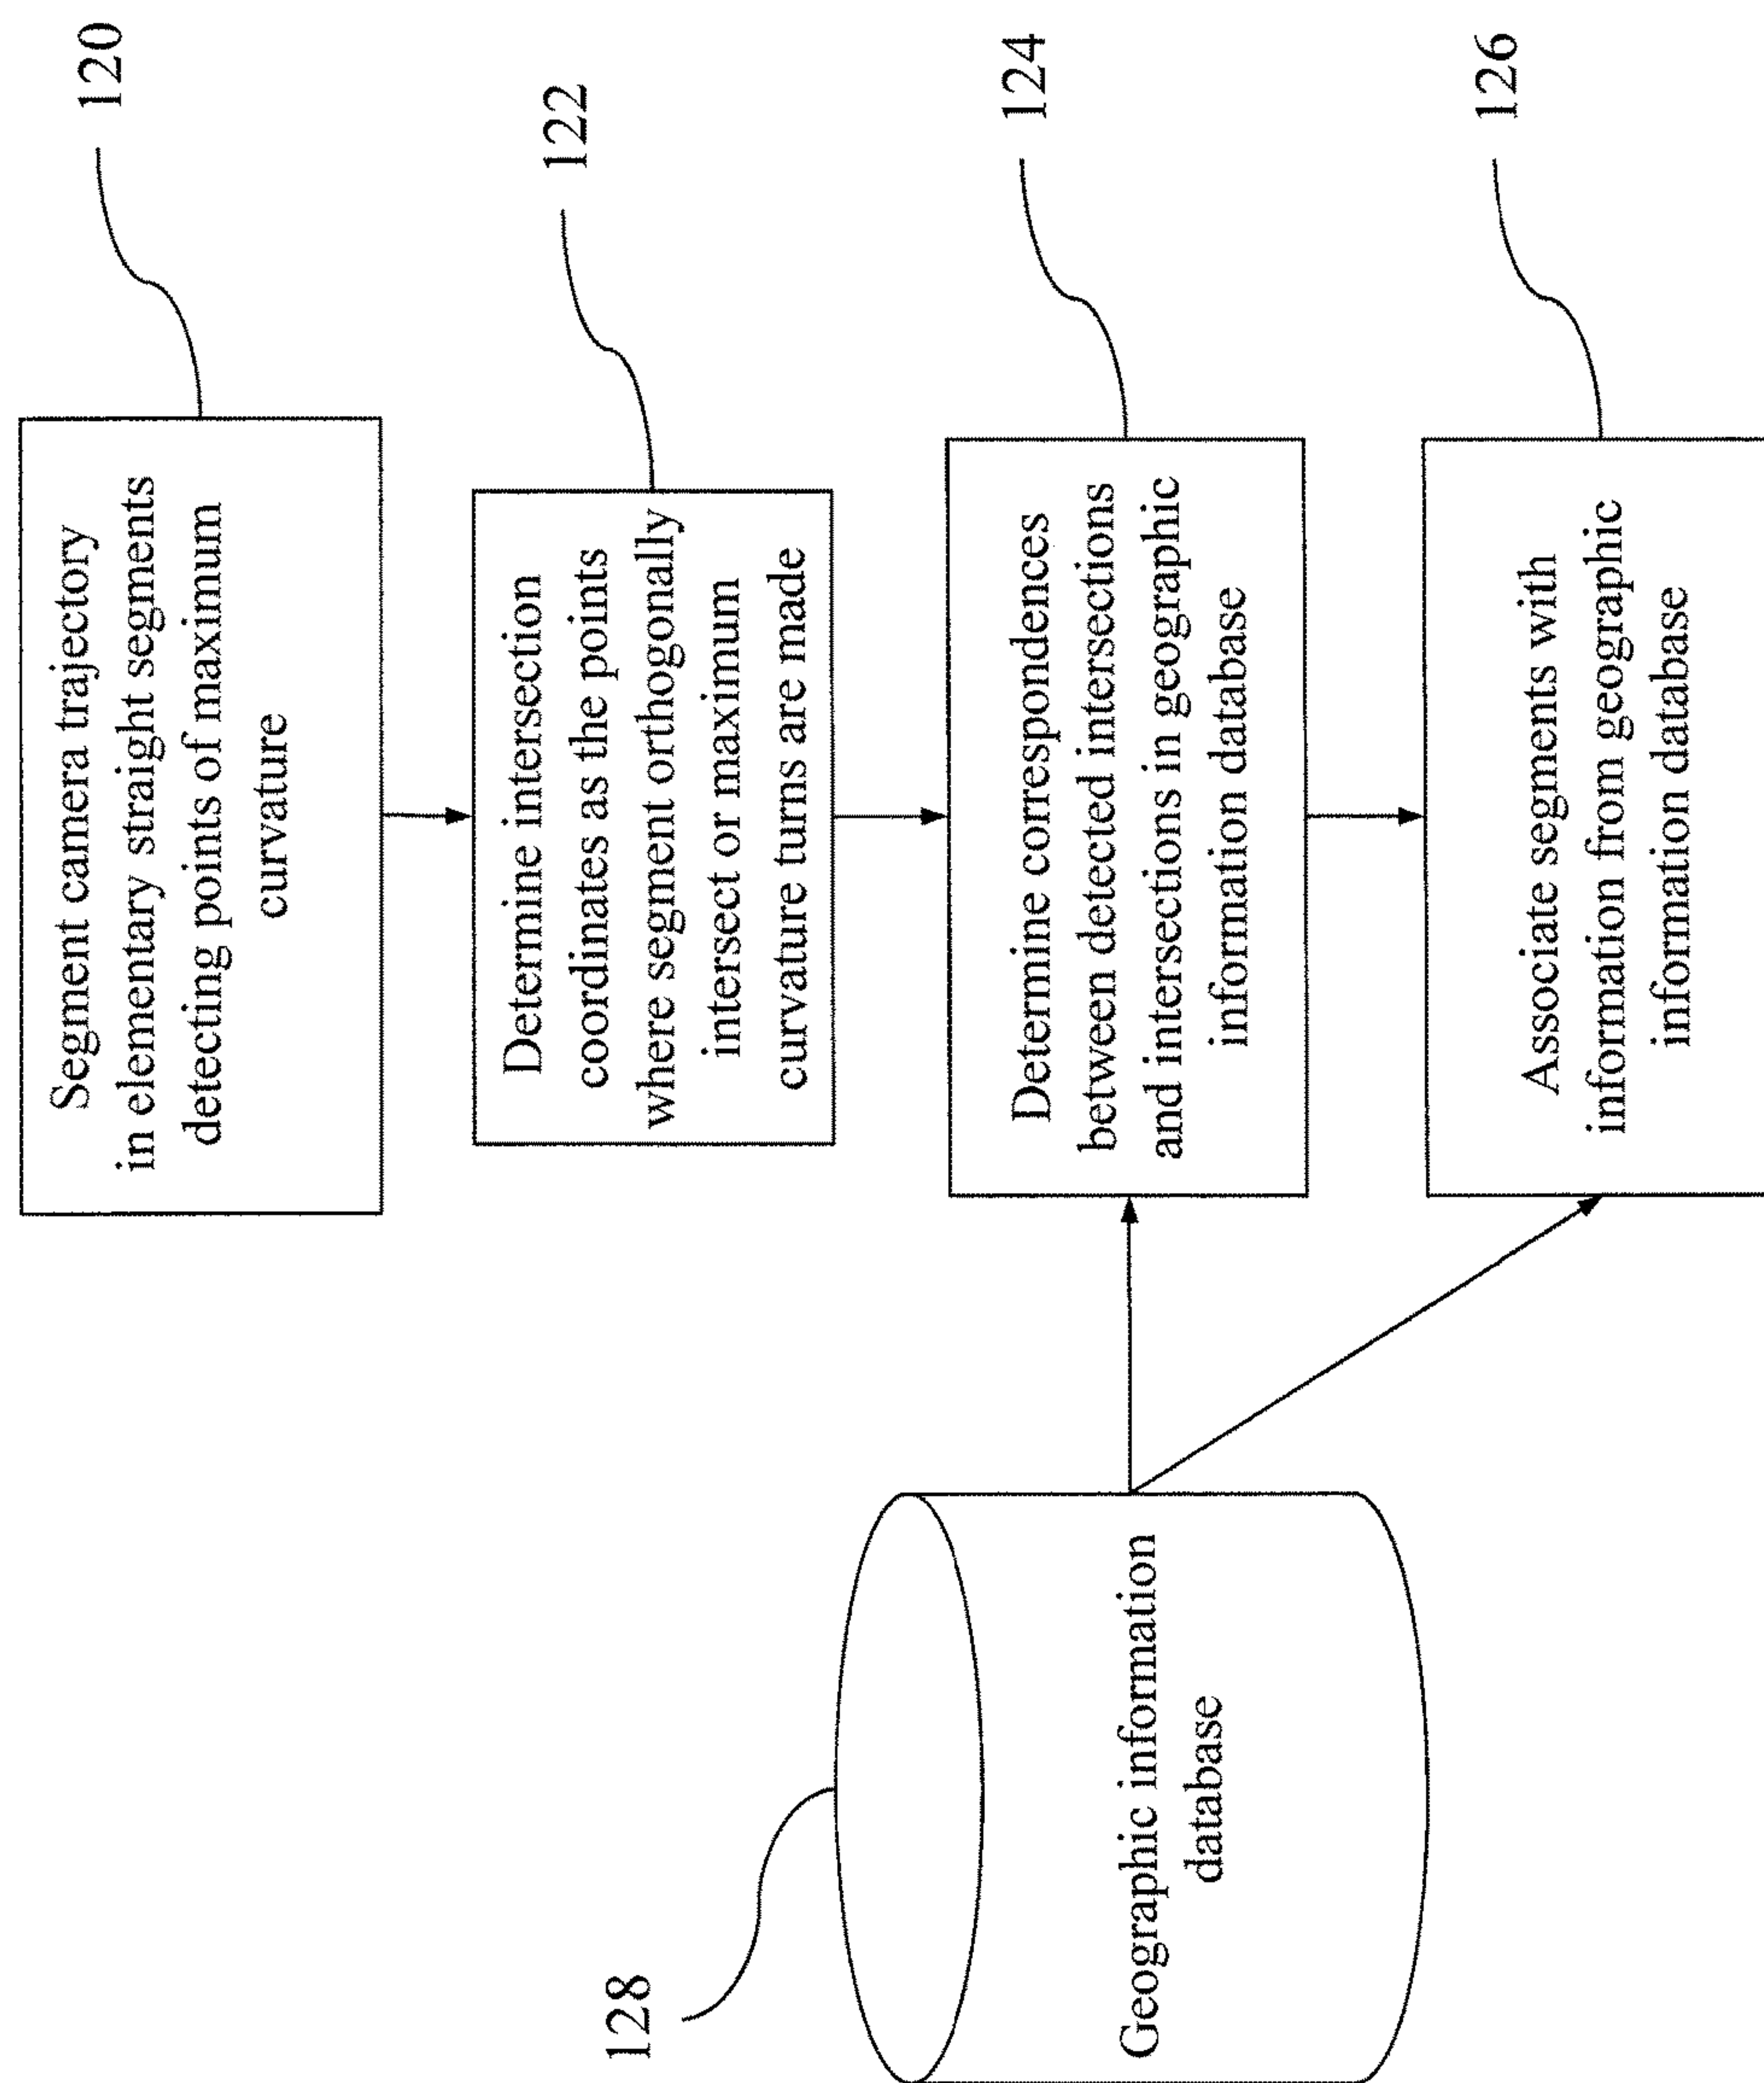 120
Segment camera trajectory
in elementary straight segments
detecting points of maximum
curvature
122
Determine intersection
coordinates as the points
where segment orthogonally
intersect or maximum
curvature turns are made
124
Determine correspondences
between detected intersections
and intersections in geographic
information database
126
Associate segments with
information from geographic
information database
128
Geographic information
database